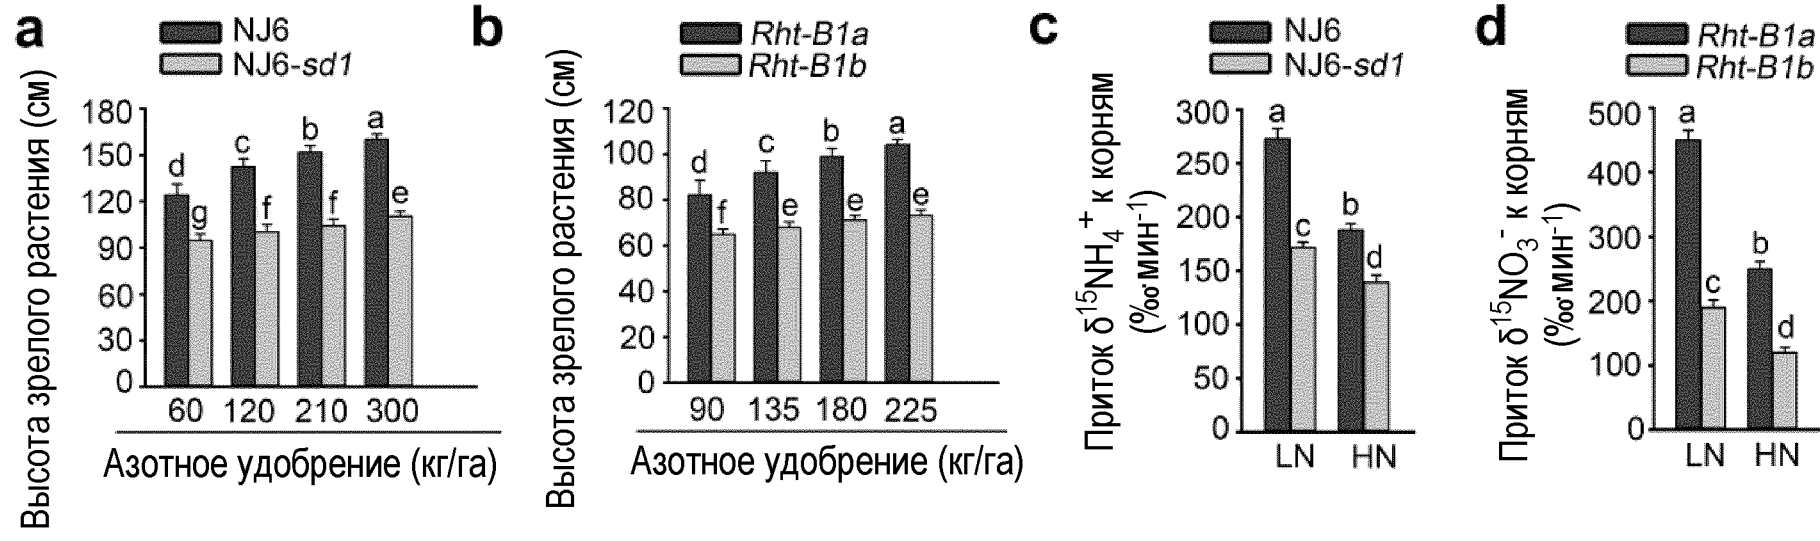 a
NJ6
NJ6-sd1
Высота зрелого растения (см)
180
150
120
90
60
30
0
d
g
c
f
b
f
a
e
60 120 210 300
Азотное удобрение (кг/га)
b
Rht-B1a
Rht-B1b
Высота зрелого растения (см)
120
100
80
60
40
20
0
d
f
c
e
b
e
a
e
90 135 180 225
Азотное удобрение (кг/га)
c
NJ6
NJ6-sd1
Приток δ¹⁵NH₄⁺ к корням
(‰·мин⁻¹)
300
250
200
150
100
50
0
a
c
b
d
LN HN
d
Rht-B1a
Rht-B1b
Приток δ¹⁵NO₃⁻ к корням
(‰·мин⁻¹)
500
400
300
200
100
0
a
c
b
d
LN HN